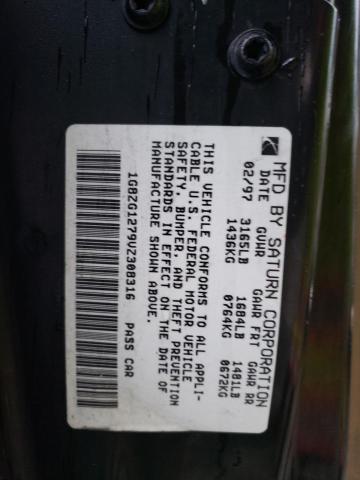 MFD BY SATURN CORPORATION
DATE GVWR GAWR FRT GAWR RR
02/97 3165LB 1684LB 1481LB
1436KG 0764KG 0672KG
THIS VEHICLE CONFORMS TO ALL APPLI-
CABLE U.S. FEDERAL MOTOR VEHICLE
SAFETY, BUMPER, AND THEFT PREVENTION
STANDARDS IN EFFECT ON THE DATE OF
MANUFACTURE SHOWN ABOVE.
1G8ZG1279VZ308316 PASS CAR